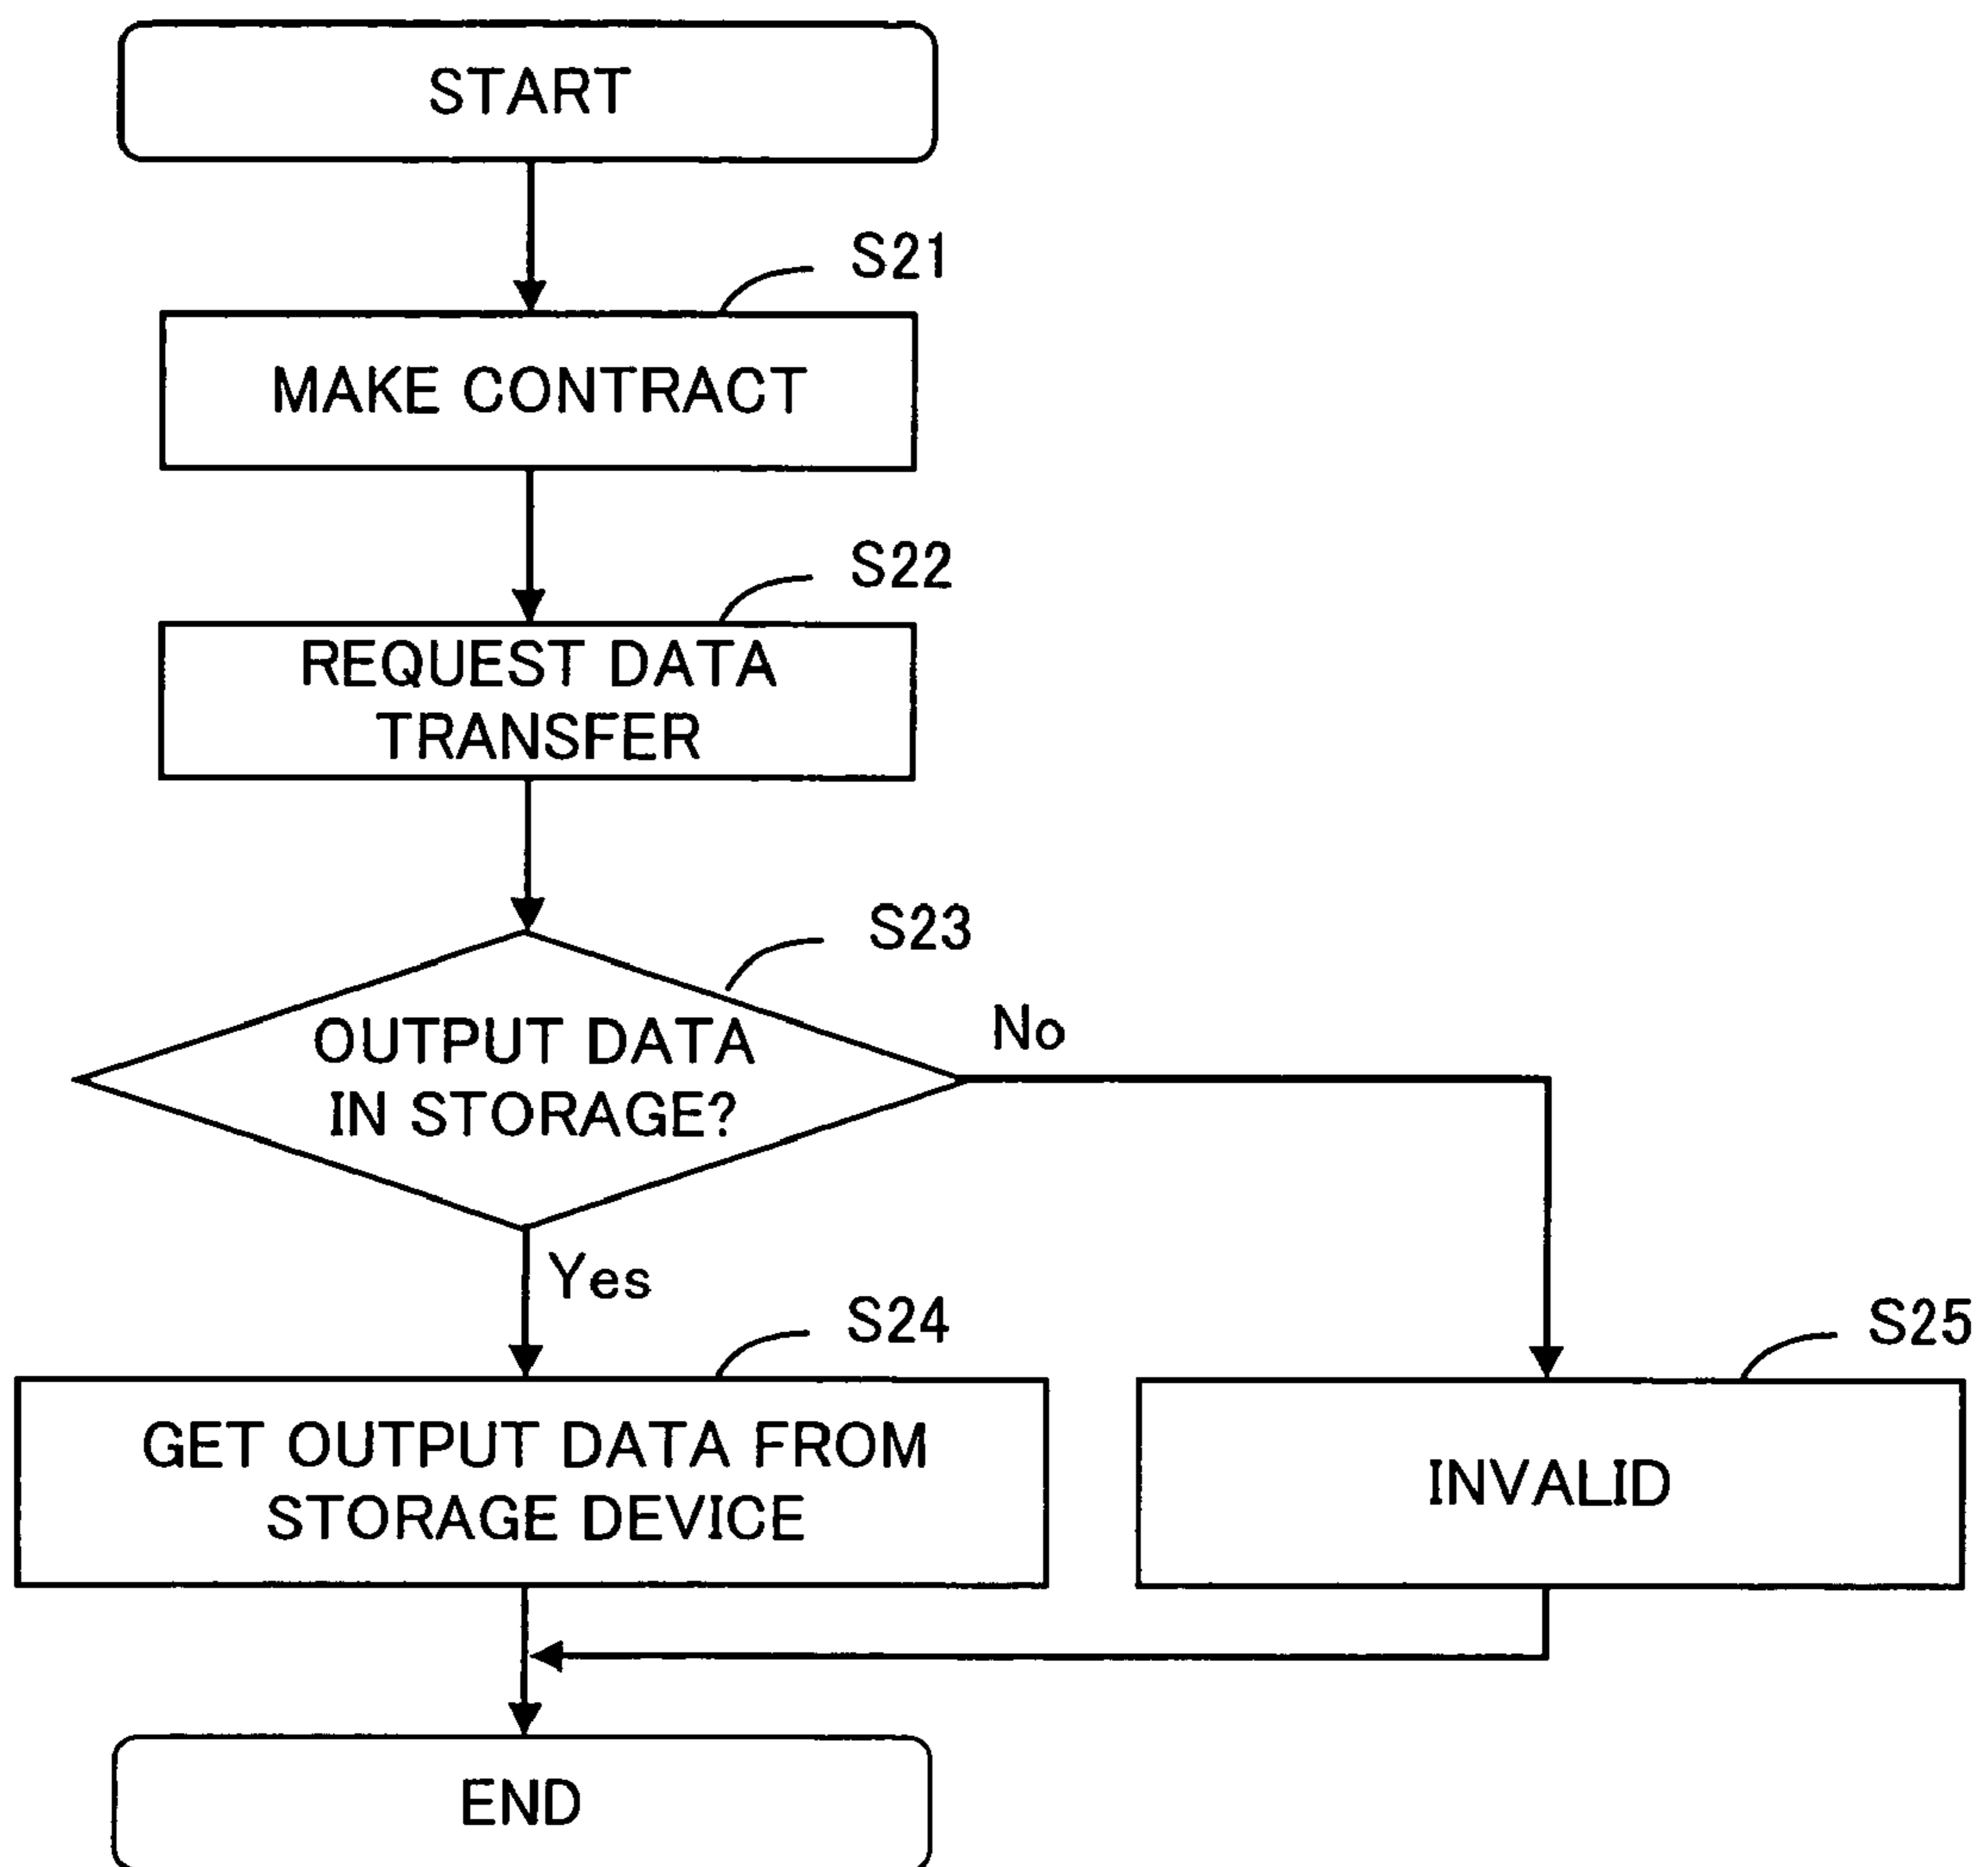 START
S21
MAKE CONTRACT
S22
REQUEST DATA
TRANSFER
S23
OUTPUT DATA
IN STORAGE?
No
Yes
S24
GET OUTPUT DATA FROM
STORAGE DEVICE
S25
INVALID
END